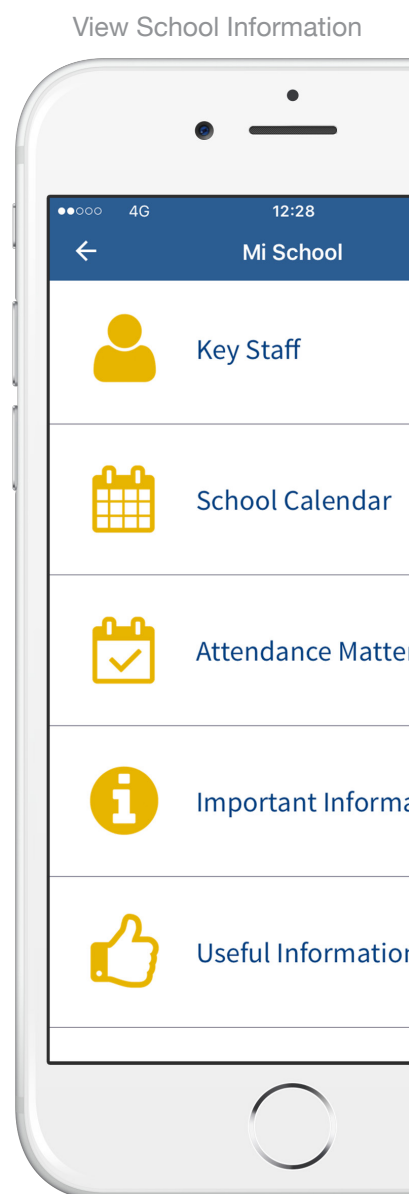 View School Information
4G 12:28
Mi School
Key Staff
School Calendar
Attendance Matter
Important Informa
Useful Information